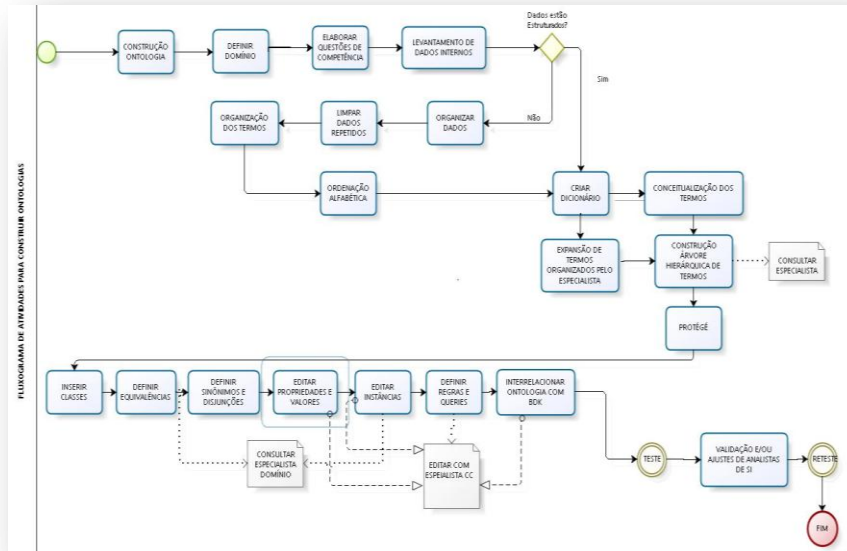 FLUXOGRAMA DE ATIVIDADES PARA CONSTRUIR ONTOLOGIAS
CONSTRUÇÃO
ONTOLOGIA
DEFINIR
DOMÍNIO
ELABORAR
QUESTÕES DE
COMPETÊNCIA
LEVANTAMENTO DE
DADOS INTERNOS
Dados estão
Estruturados?
Sim
Não
ORGANIZAR
DADOS
LIMPAR
DADOS
REPETIDOS
ORGANIZAÇÃO
DOS TERMOS
ORDENAÇÃO
ALFABÉTICA
CRIAR
DICIONÁRIO
CONCEITUALIZAÇÃO DOS
TERMOS
EXPANSÃO DE
TERMOS
ORGANIZADOS PELO
ESPECIALISTA
CONSTRUÇÃO
ÁRVORE
HIERÁRQUICA DE
TERMOS
CONSULTAR
ESPECIALISTA
PROTÉGÈ
INSERIR
CLASSES
DEFINIR
EQUIVALÊNCIAS
DEFINIR
SINÔNIMOS E
DISJUNÇÕES
EDITAR
PROPRIEDADES E
VALORES
EDITAR
INSTÂNCIAS
DEFINIR
REGRAS E
QUERIES
INTERRELACIONAR
ONTOLOGIA COM
BDK
CONSULTAR
ESPECIALISTA
DOMÍNIO
EDITAR COM
ESPEIALISTA CC
TESTE
VALIDAÇÃO E/OU
AJUSTES DE ANALISTAS
DE SI
RETESTE
FIM